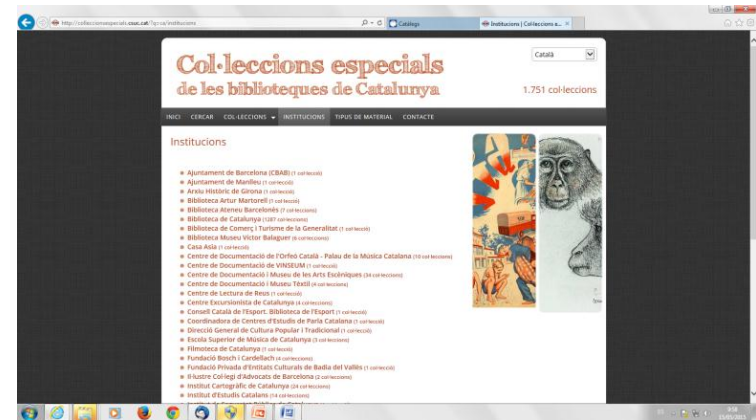 http://colleccionsespecials.csuc.cat/?q=ca/institucions
Catàlegs
Institucions | Col·leccions e...
Col·leccions especials
de les biblioteques de Catalunya
Català
1.751 col·leccions
INICI CERCAR COL·LECCIONS INSTITUCIONS TIPUS DE MATERIAL CONTACTE
Institucions
Ajuntament de Barcelona (CBAB) (1 col·lecció)
Ajuntament de Manlleu (1 col·lecció)
Arxiu Històric de Girona (1 col·lecció)
Biblioteca Artur Martorell (1 col·lecció)
Biblioteca Ateneu Barcelonès (7 col·leccions)
Biblioteca de Catalunya (1287 col·leccions)
Biblioteca de Comerç i Turisme de la Generalitat (1 col·lecció)
Biblioteca Museu Víctor Balaguer (6 col·leccions)
Casa Asia (1 col·lecció)
Centre de Documentació de l'Orfeó Català - Palau de la Música Catalana (10 col·leccions)
Centre de Documentació de VINSEUM (1 col·lecció)
Centre de Documentació i Museu de les Arts Escèniques (34 col·leccions)
Centre de Documentació i Museu Tèxtil (4 col·leccions)
Centre de Lectura de Reus (1 col·lecció)
Centre Excursionista de Catalunya (4 col·leccions)
Consell Català de l'Esport. Biblioteca de l'Esport (1 col·lecció)
Coordinadora de Centres d'Estudis de Parla Catalana (1 col·lecció)
Direcció General de Cultura Popular i Tradicional (1 col·lecció)
Escola Superior de Música de Catalunya (3 col·leccions)
Filmoteca de Catalunya (1 col·lecció)
Fundació Bosch i Cardellach (4 col·leccions)
Fundació Privada d'Entitats Culturals de Badia del Vallès (1 col·lecció)
Il·lustre Col·legi d'Advocats de Barcelona (2 col·leccions)
Institut Cartogràfic de Catalunya (24 col·leccions)
Institut d'Estudis Catalans (14 col·leccions)